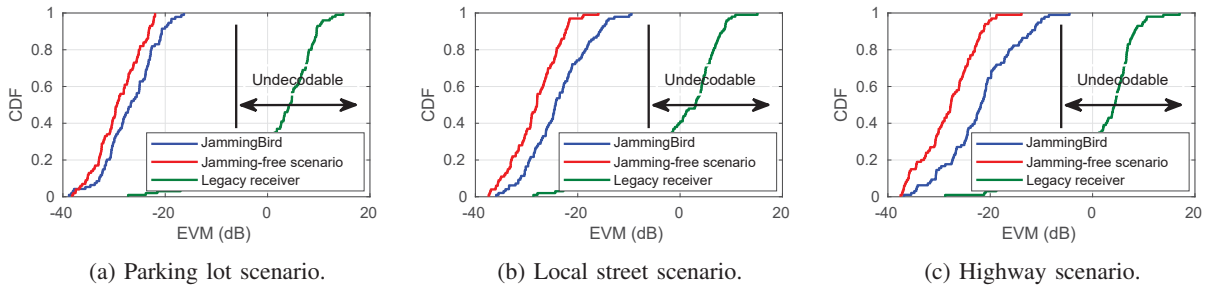 1
0.8
0.6
0.4
0.2
0
CDF
Undecodable
JammingBird
Jamming-free scenario
Legacy receiver
-40 -20 0 20
EVM (dB)
(a) Parking lot scenario.
1
0.8
0.6
0.4
0.2
0
CDF
Undecodable
JammingBird
Jamming-free scenario
Legacy receiver
-40 -20 0 20
EVM (dB)
(b) Local street scenario.
1
0.8
0.6
0.4
0.2
0
CDF
Undecodable
JammingBird
Jamming-free scenario
Legacy receiver
-40 -20 0 20
EVM (dB)
(c) Highway scenario.